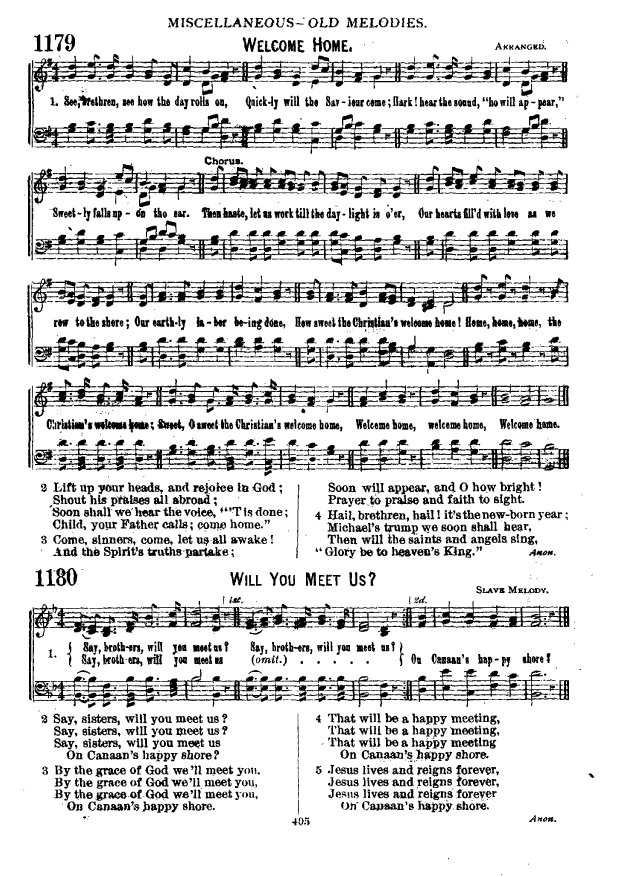 MISCELLANEOUS-OLD MELODIES.
1179 WELCOME HOME. ARRANGED.
1. See, brethren, see how the day rolls on, Quick-ly will the Sav-iour come; Hark! hear the sound, "he will ap-pear,"
Chorus.
Sweet-ly falls up-on the ear. Then haste, let us work till the day-light is o'er, Our hearts fill'd with love as we
row to the shore; Our earth-ly la-bor be-ing done, How sweet the Christian's welcome home! Home, home, home, the
Christian's welcome home; Sweet, O sweet the Christian's welcome home, Welcome home, welcome home, Welcome home.
2 Lift up your heads, and rejoice in God;
Shout his praises all abroad;
Soon shall we hear the voice, "'T is done;
Child, your Father calls; come home."
3 Come, sinners, come, let us all awake!
And the Spirit's truths partake;
Soon will appear, and O how bright!
Prayer to praise and faith to sight.
4 Hail, brethren, hail! it's the new-born year;
Michael's trump we soon shall hear,
Then will the saints and angels sing,
"Glory be to heaven's King." Anon.
1180 WILL YOU MEET US? SLAVE MELODY.
1st. 2d.
1. { Say, broth-ers, will you meet us? Say, broth-ers, will you meet us? }
{ Say, broth-ers, will you meet us (omit.) . . . . . { On Canaan's hap-py shore?
2 Say, sisters, will you meet us?
Say, sisters, will you meet us?
Say, sisters, will you meet us
On Canaan's happy shore?
3 By the grace of God we'll meet you,
By the grace of God we'll meet you,
By the grace of God we'll meet you,
On Canaan's happy shore.
4 That will be a happy meeting,
That will be a happy meeting,
That will be a happy meeting
On Canaan's happy shore.
5 Jesus lives and reigns forever,
Jesus lives and reigns forever,
Jesus lives and reigns forever
On Canaan's happy shore.
Anon.
405